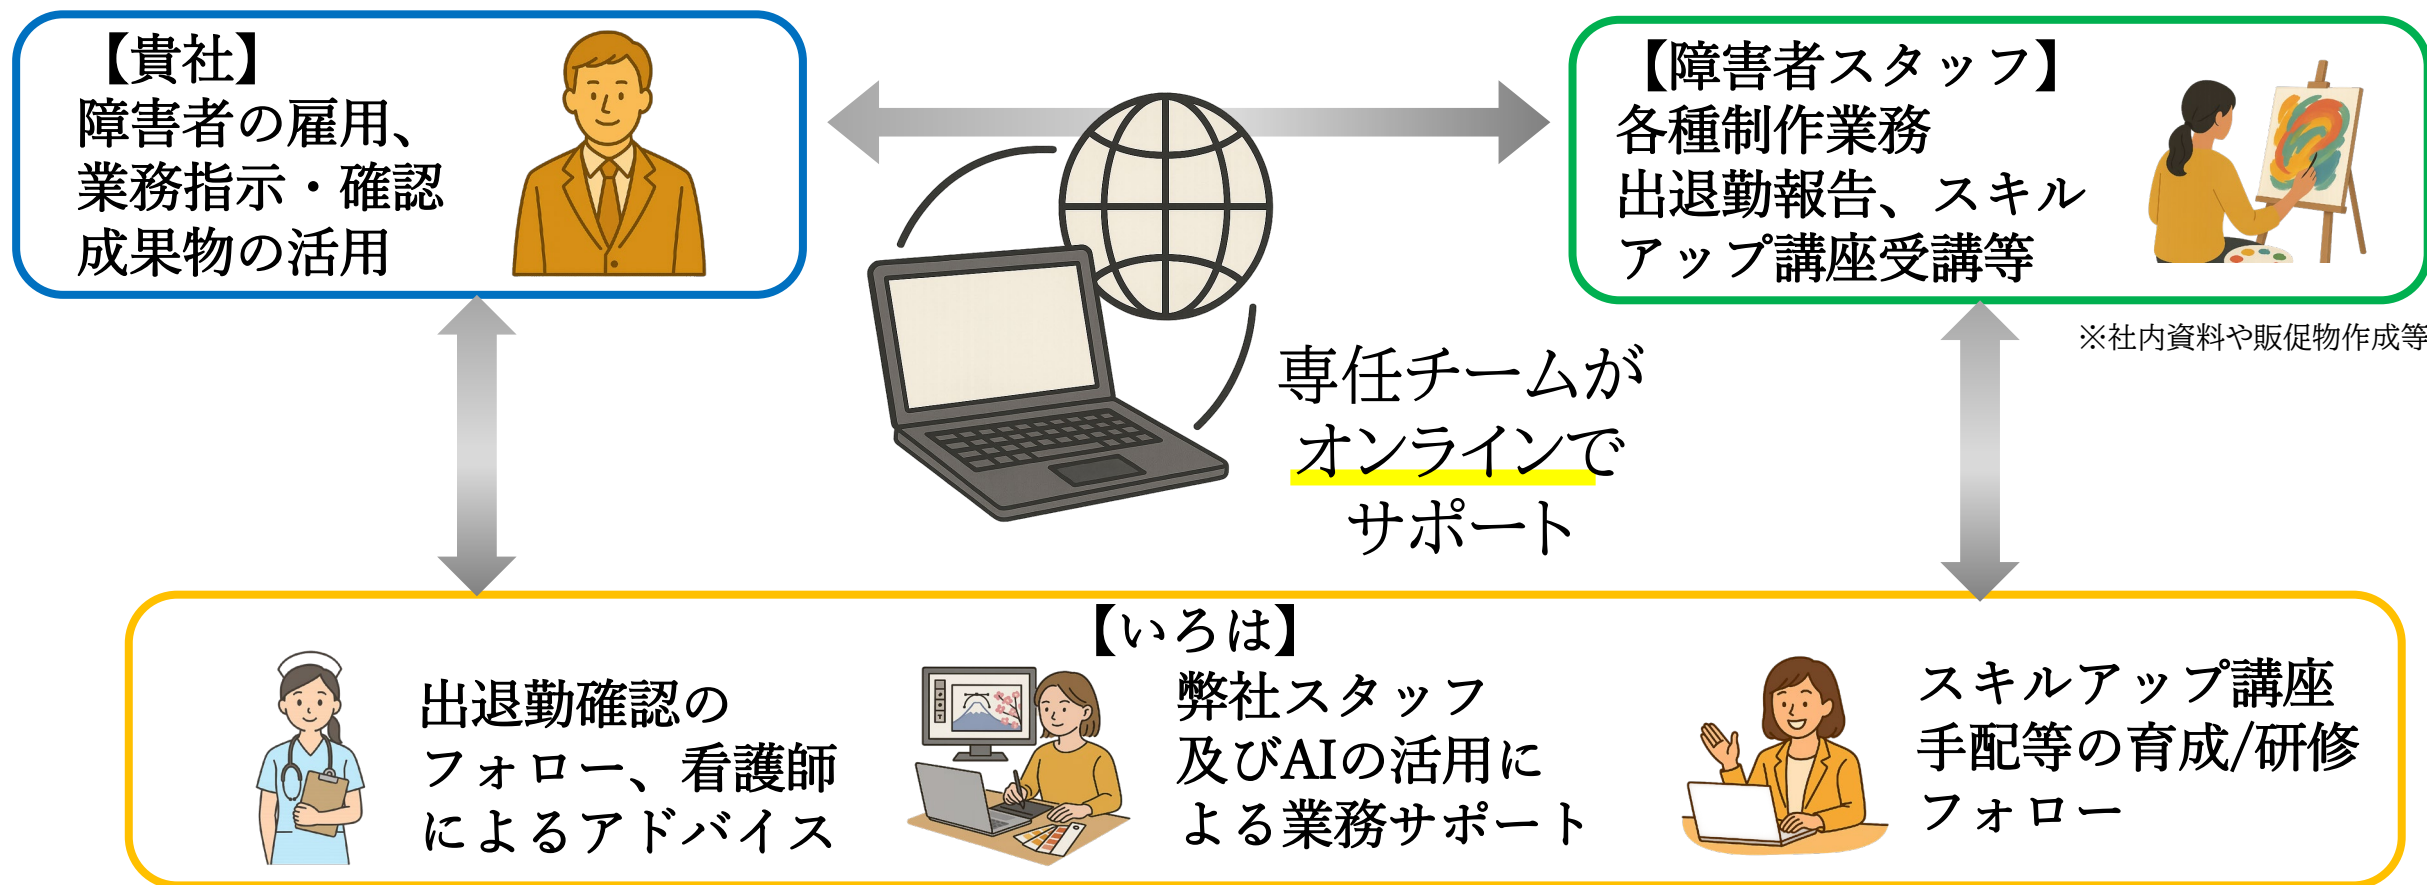 【貴社】
障害者の雇用、
業務指示・確認
成果物の活用
【障害者スタッフ】
各種制作業務
出退勤報告、スキル
アップ講座受講等
※社内資料や販促物作成等
専任チームが
オンラインで
サポート
【いろは】
出退勤確認の
フォロー、看護師
によるアドバイス
弊社スタッフ
及びAIの活用に
よる業務サポート
スキルアップ講座
手配等の育成/研修
フォロー